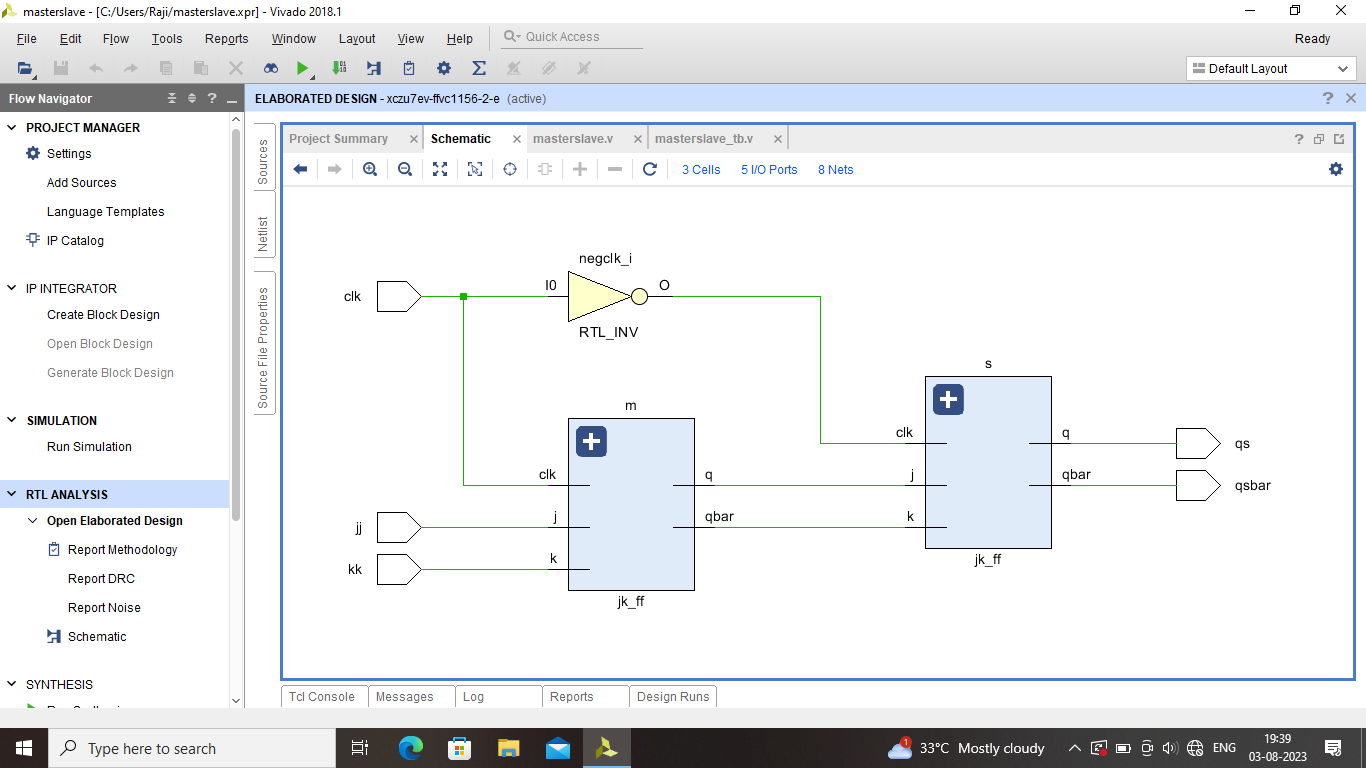 masterslave - [C:/Users/Raji/masterslave.xpr] - Vivado 2018.1
File Edit Flow Tools Reports Window Layout View Help Quick Access Ready
Default Layout
Flow Navigator
PROJECT MANAGER
Settings
Add Sources
Language Templates
IP Catalog
IP INTEGRATOR
Create Block Design
Open Block Design
Generate Block Design
SIMULATION
Run Simulation
RTL ANALYSIS
Open Elaborated Design
Report Methodology
Report DRC
Report Noise
Schematic
SYNTHESIS
ELABORATED DESIGN - xczu7ev-ffvc1156-2-e (active)
Sources
Netlist
Source File Properties
Project Summary Schematic masterslave.v masterslave_tb.v
3 Cells 5 I/O Ports 8 Nets
negclk_i
clk I0 O
RTL_INV
s
m
clk q qs
clk q j qbar qsbar
jj j qbar k
kk k
jk_ff
jk_ff
Tcl Console Messages Log Reports Design Runs
Type here to search
1
33°C Mostly cloudy
ENG
19:39
03-08-2023